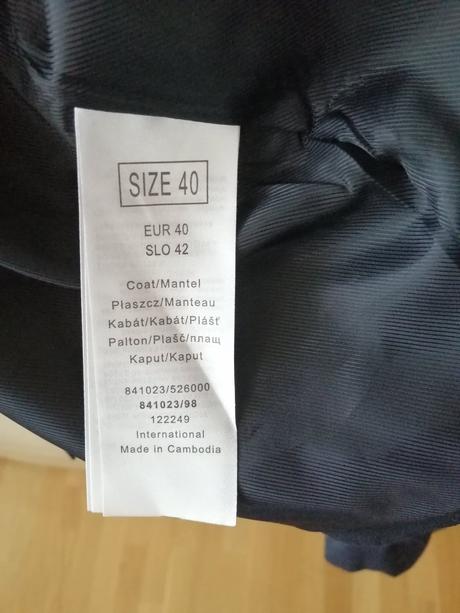 SIZE 40
EUR 40
SLO 42
Coat/Mantel
Płaszcz/Manteau
Kabát/Kabát/Plášť
Palton/Plašč/плащ
Kaput/Kaput
841023/526000
841023/98
122249
International
Made in Cambodia